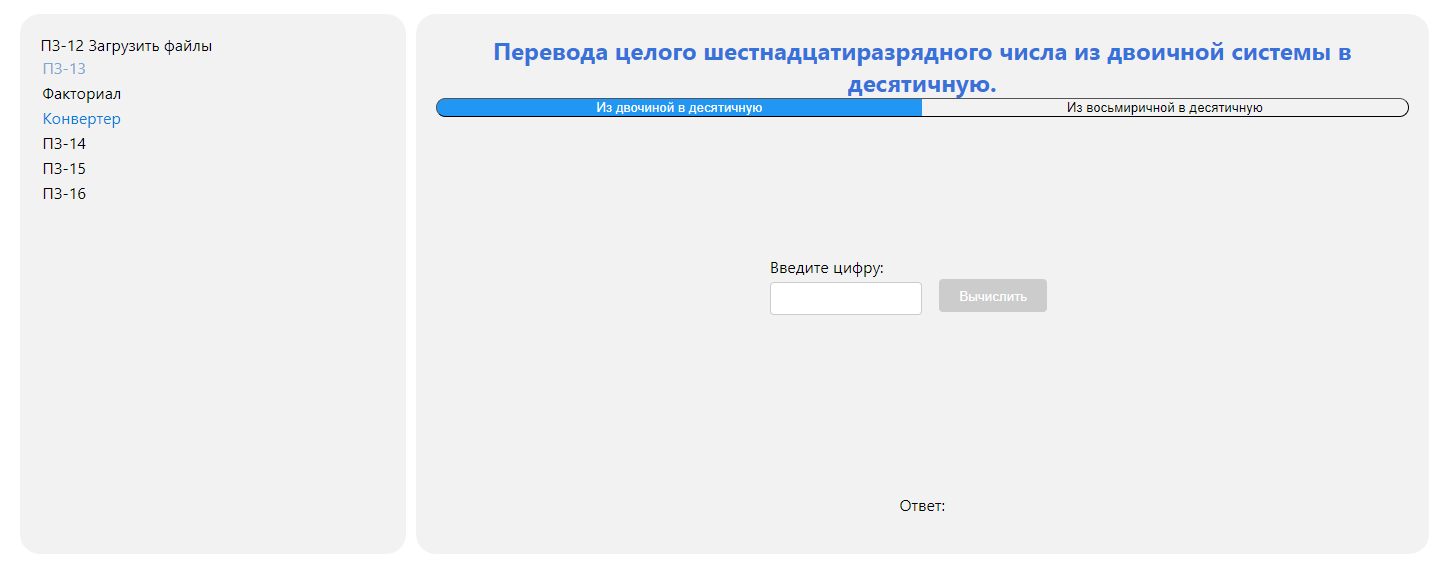 ПЗ-12 Загрузить файлы
ПЗ-13
Факториал
Конвертер
ПЗ-14
ПЗ-15
ПЗ-16
Перевода целого шестнадцатиразрядного числа из двоичной системы в
десятичную.
Из двочиной в десятичную
Из восьмиричной в десятичную
Введите цифру:
Вычислить
Ответ: